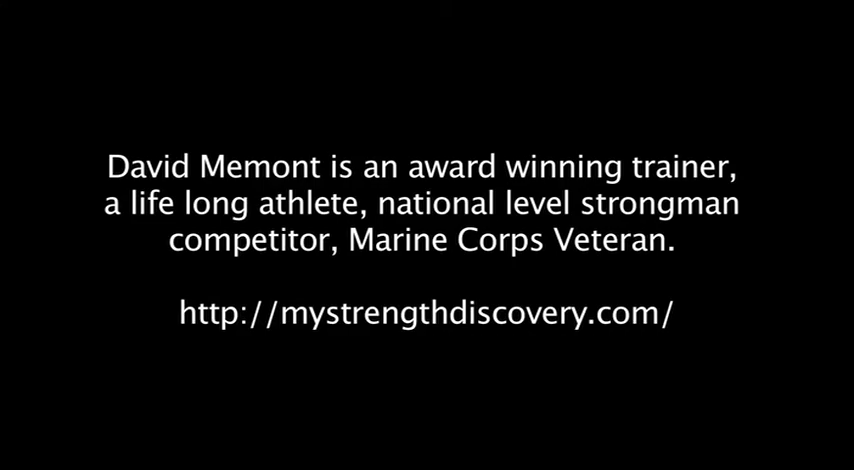 David Memont is an award winning trainer,
a life long athlete, national level strongman
competitor, Marine Corps Veteran.
http://mystrengthdiscovery.com/